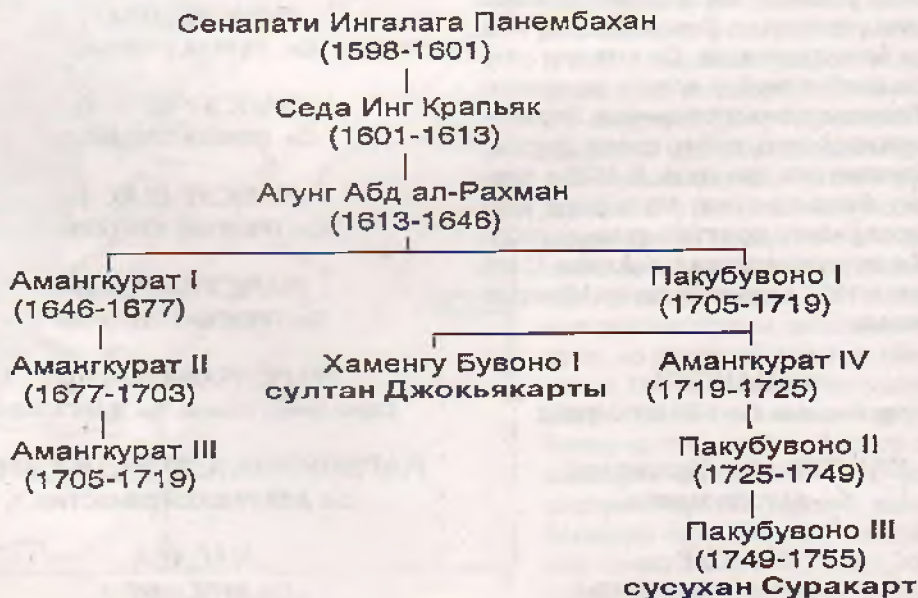 Сенапати Ингалага Панембахан
(1598-1601)
Седа Инг Крапьяк
(1601-1613)
Агунг Абд ал-Рахман
(1613-1646)
Амангкурат I
(1646-1677)
Пакубувоно I
(1705-1719)
Амангкурат II
(1677-1703)
Хаменгу Бувоно I
султан Джокьякарты
Амангкурат IV
(1719-1725)
Амангкурат III
(1705-1719)
Пакубувоно II
(1725-1749)
Пакубувоно III
(1749-1755)
сусухан Суракарт